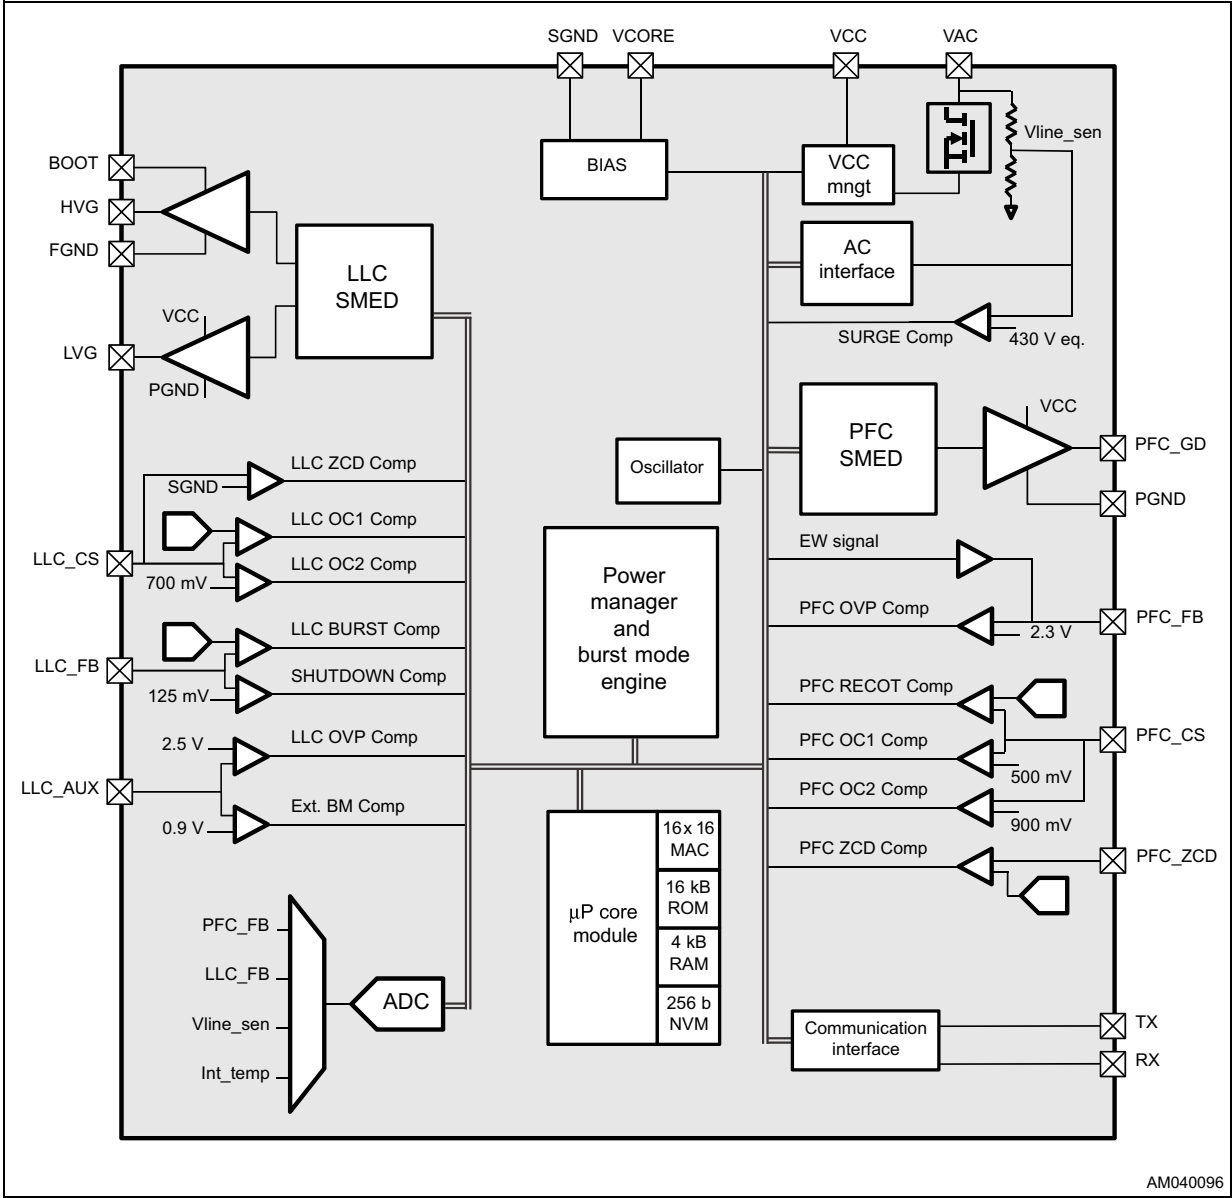 SGND VCORE VCC VAC
BOOT
HVG
FGND
LVG
VCC
PGND
LLC
SMED
BIAS
VCC
mngt
Vline_sen
AC
interface
SURGE Comp
430 V eq.
PFC
SMED
VCC
PFC_GD
PGND
Oscillator
LLC ZCD Comp
SGND
LLC OC1 Comp
LLC_CS
LLC OC2 Comp
700 mV
LLC BURST Comp
LLC_FB
SHUTDOWN Comp
125 mV
LLC OVP Comp
2.5 V
LLC_AUX
Ext. BM Comp
0.9 V
Power
manager
and
burst mode
engine
EW signal
PFC OVP Comp
2.3 V
PFC_FB
PFC RECOT Comp
PFC OC1 Comp
500 mV
PFC_CS
PFC OC2 Comp
900 mV
PFC ZCD Comp
PFC_ZCD
µP core
module
16x 16
MAC
16 kB
ROM
4 kB
RAM
256 b
NVM
PFC_FB
LLC_FB
Vline_sen
Int_temp
ADC
Communication
interface
TX
RX
AM040096